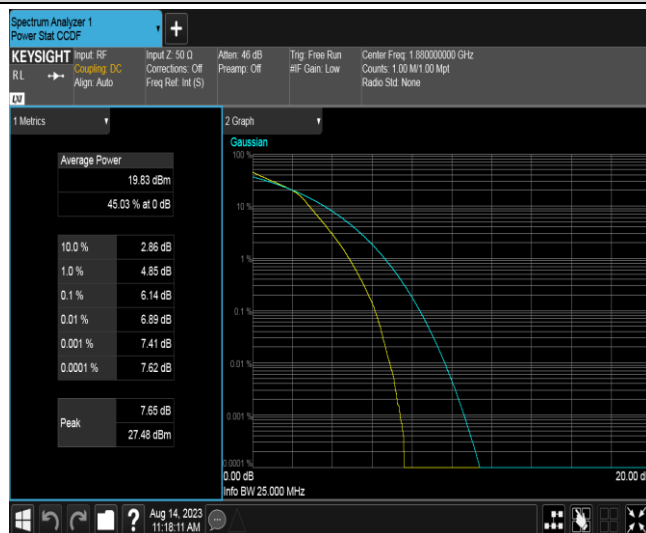 Spectrum Analyzer 1
Power Stat CCDF
+
KEYSIGHT
RL
LXI
Input: RF
Coupling: DC
Align: Auto
Input Z: 50 Ω
Corrections: Off
Freq Ref: Int (S)
Atten: 46 dB
Preamp: Off
Trig: Free Run
#IF Gain: Low
Center Freq: 1.880000000 GHz
Counts: 1.00 M/1.00 Mpt
Radio Std: None
1 Metrics
Average Power
19.83 dBm
45.03 % at 0 dB
10.0 % 2.86 dB
1.0 % 4.85 dB
0.1 % 6.14 dB
0.01 % 6.89 dB
0.001 % 7.41 dB
0.0001 % 7.62 dB
Peak
7.65 dB
27.48 dBm
2 Graph
Gaussian
100 %
10 %
1 %
0.1 %
0.01 %
0.001 %
0.0001 %
0.00 dB
20.00 d
Info BW 25.000 MHz
?
Aug 14, 2023
11:18:11 AM